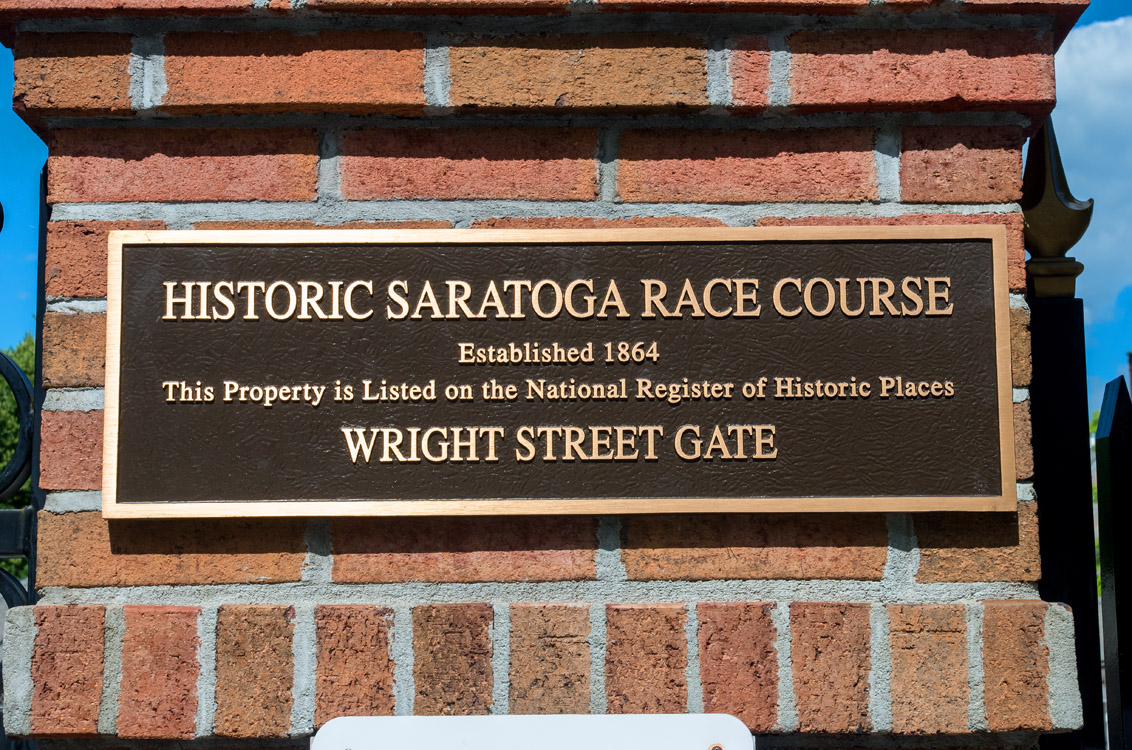 HISTORIC SARATOGA RACE COURSE
Established 1864
This Property is Listed on the National Register of Historic Places
WRIGHT STREET GATE